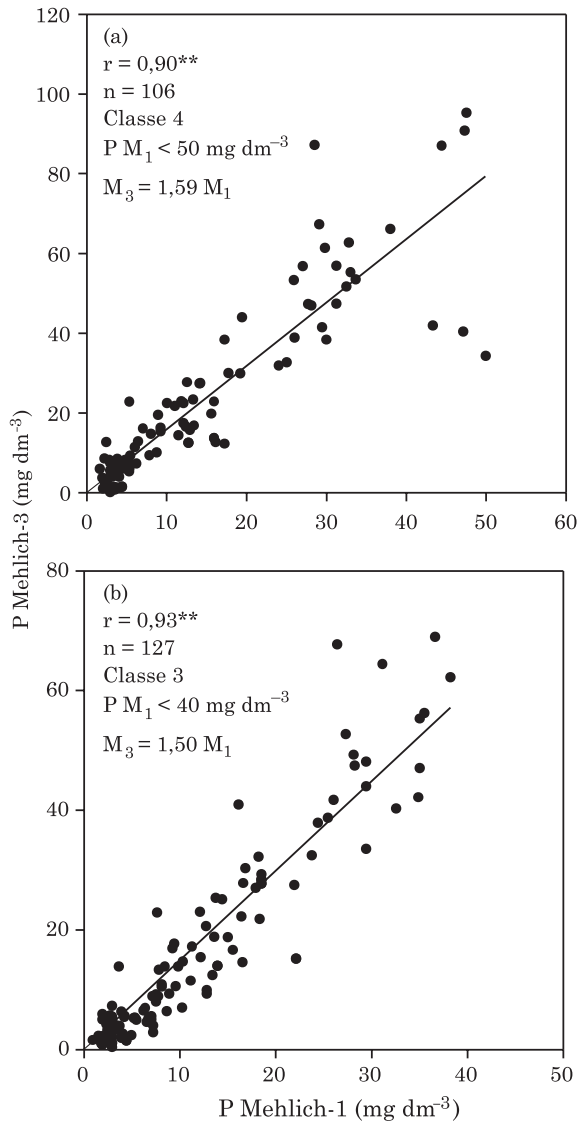 120
(a)
r = 0,90**
n = 106
100
Classe 4
P M₁ < 50 mg dm⁻³
M₃ = 1,59 M₁
80
60
40
20
0
0 10 20 30 40 50 60
P Mehlich-3 (mg dm⁻³)
80
(b)
r = 0,93**
n = 127
Classe 3
60
P M₁ < 40 mg dm⁻³
M₃ = 1,50 M₁
40
20
0
0 10 20 30 40 50
P Mehlich-1 (mg dm⁻³)